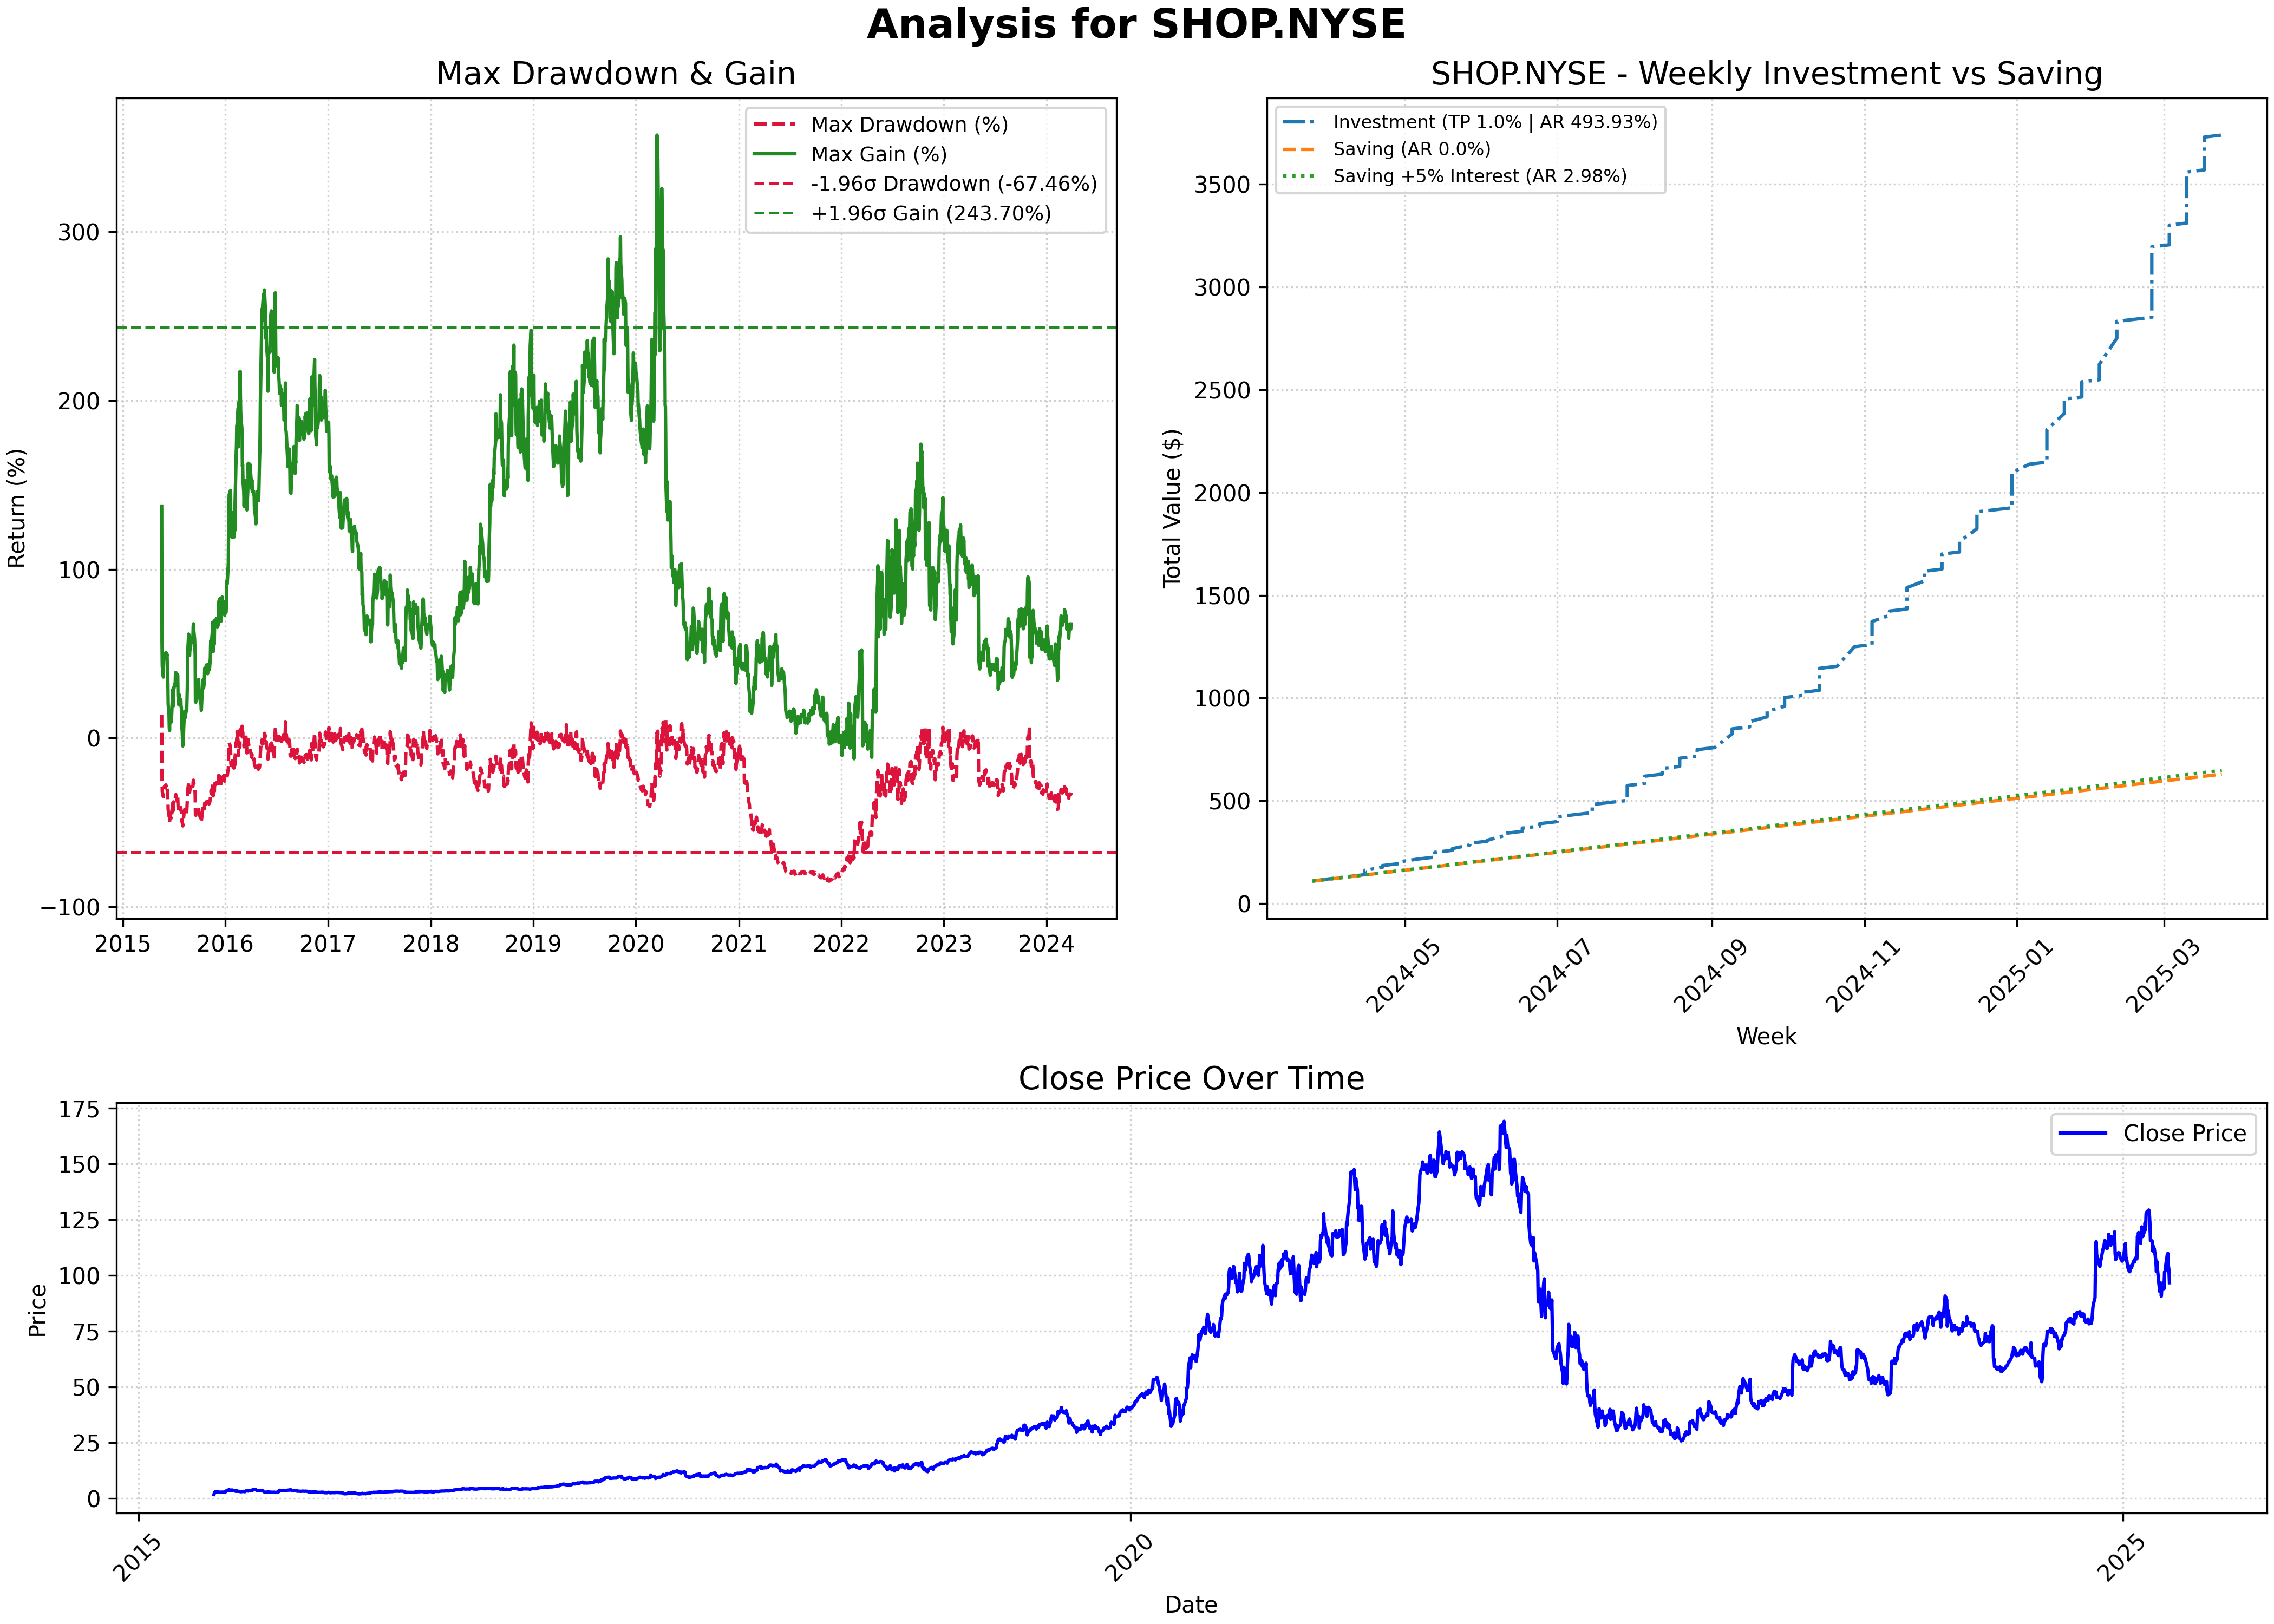 Analysis for SHOP.NYSE
Max Drawdown & Gain
Return (%)
300
200
100
0
−100
2015 2016 2017 2018 2019 2020 2021 2022 2023 2024
Max Drawdown (%)
Max Gain (%)
-1.96σ Drawdown (-67.46%)
+1.96σ Gain (243.70%)
SHOP.NYSE - Weekly Investment vs Saving
Total Value ($)
3500
3000
2500
2000
1500
1000
500
0
2024-05 2024-07 2024-09 2024-11 2025-01 2025-03
Week
Investment (TP 1.0% | AR 493.93%)
Saving (AR 0.0%)
Saving +5% Interest (AR 2.98%)
Close Price Over Time
Price
175
150
125
100
75
50
25
0
2015 2020 2025
Date
Close Price